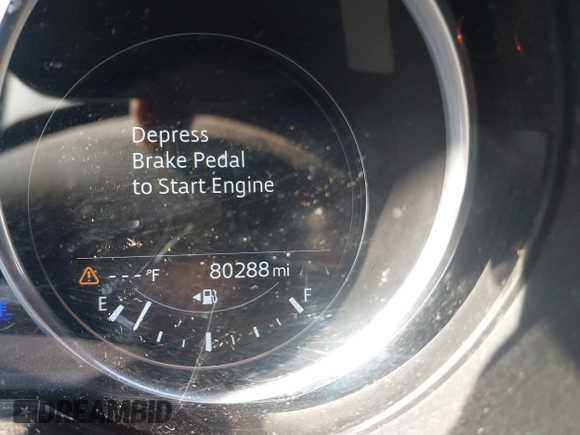 Depress
Brake Pedal
to Start Engine
---°F 80288 mi
E F
DREAMBID